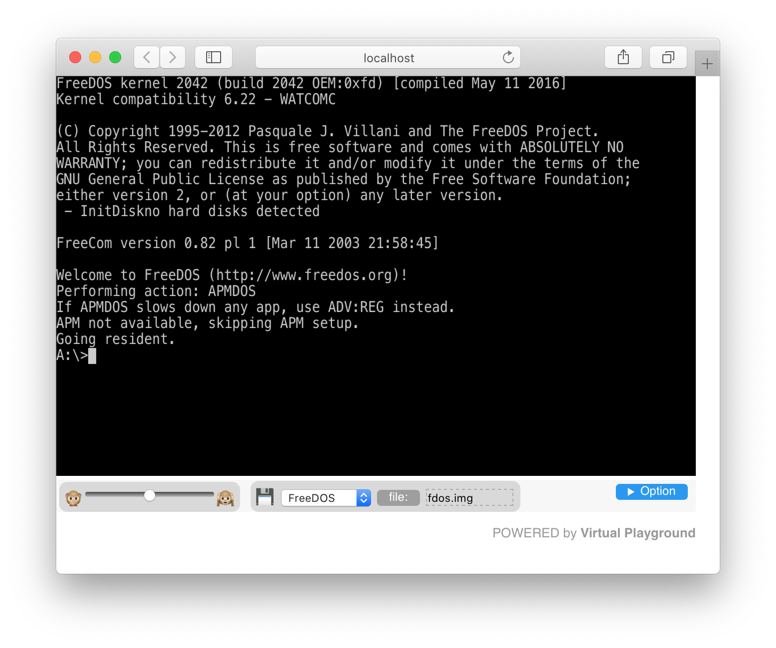 localhost
FreeDOS kernel 2042 (build 2042 OEM:0xfd) [compiled May 11 2016]
Kernel compatibility 6.22 – WATCOMC
(C) Copyright 1995–2012 Pasquale J. Villani and The FreeDOS Project.
All Rights Reserved. This is free software and comes with ABSOLUTELY NO
WARRANTY; you can redistribute it and/or modify it under the terms of the
GNU General Public License as published by the Free Software Foundation;
either version 2, or (at your option) any later version.
– InitDiskno hard disks detected
FreeCom version 0.82 pl 1 [Mar 11 2003 21:58:45]
Welcome to FreeDOS (http://www.freedos.org)!
Performing action: APMDOS
If APMDOS slows down any app, use ADV:REG instead.
APM not available, skipping APM setup.
Going resident.
A:\>
FreeDOS file: fdos.img Option
POWERED by Virtual Playground